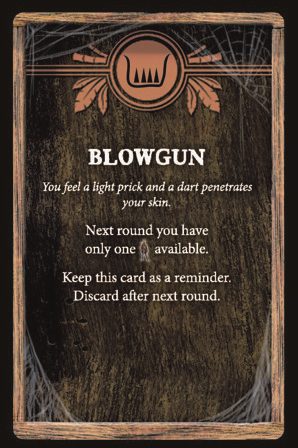 BLOWGUN
You feel a light prick and a dart penetrates
your skin.
Next round you have
only one available.
Keep this card as a reminder.
Discard after next round.